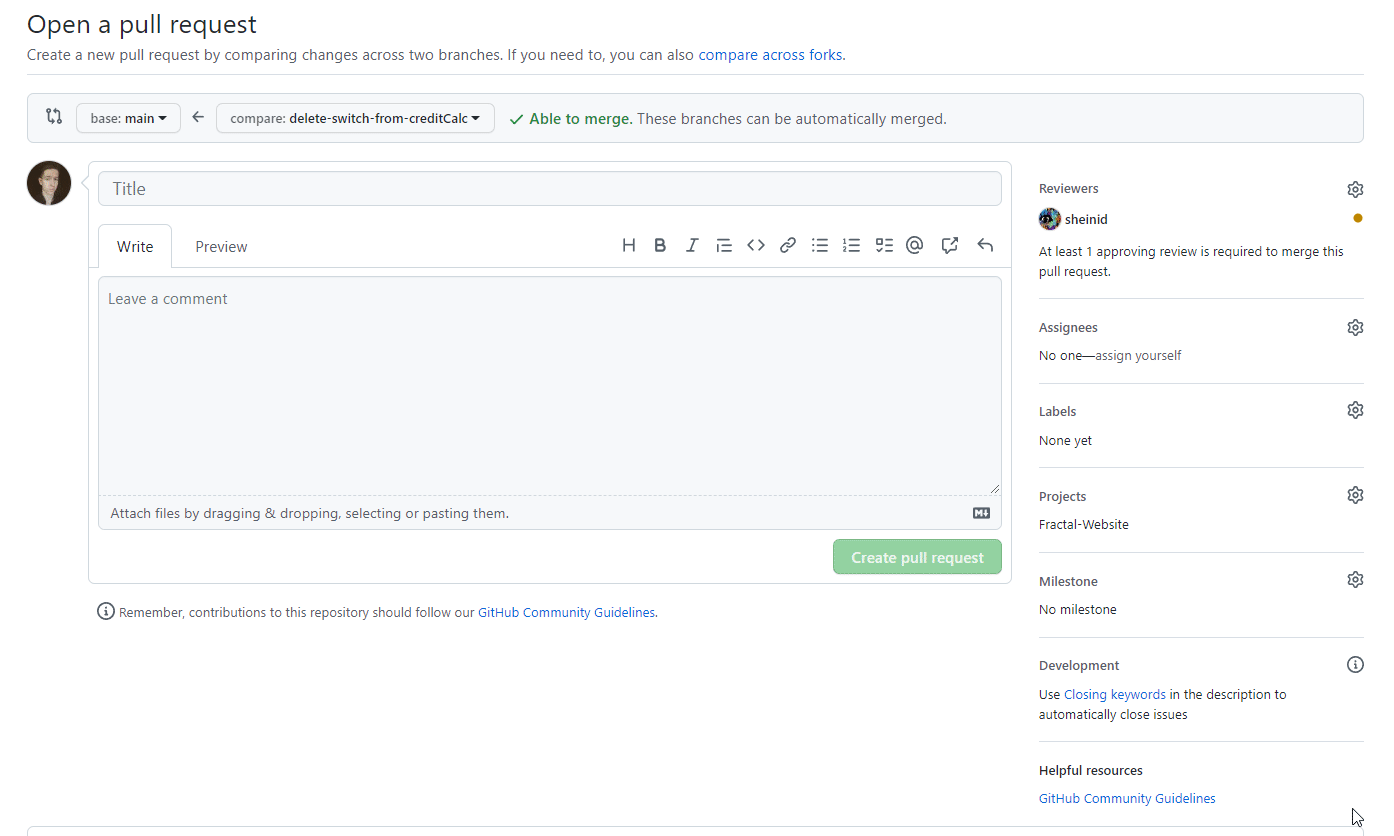 Open a pull request
Create a new pull request by comparing changes across two branches. If you need to, you can also compare across forks.
base: main
compare: delete-switch-from-creditCalc
Able to merge. These branches can be automatically merged.
Title
Write
Preview
Leave a comment
Attach files by dragging & dropping, selecting or pasting them.
Create pull request
Remember, contributions to this repository should follow our GitHub Community Guidelines.
Reviewers
sheinid
At least 1 approving review is required to merge this
pull request.
Assignees
No one—assign yourself
Labels
None yet
Projects
Fractal-Website
Milestone
No milestone
Development
Use Closing keywords in the description to
automatically close issues
Helpful resources
GitHub Community Guidelines